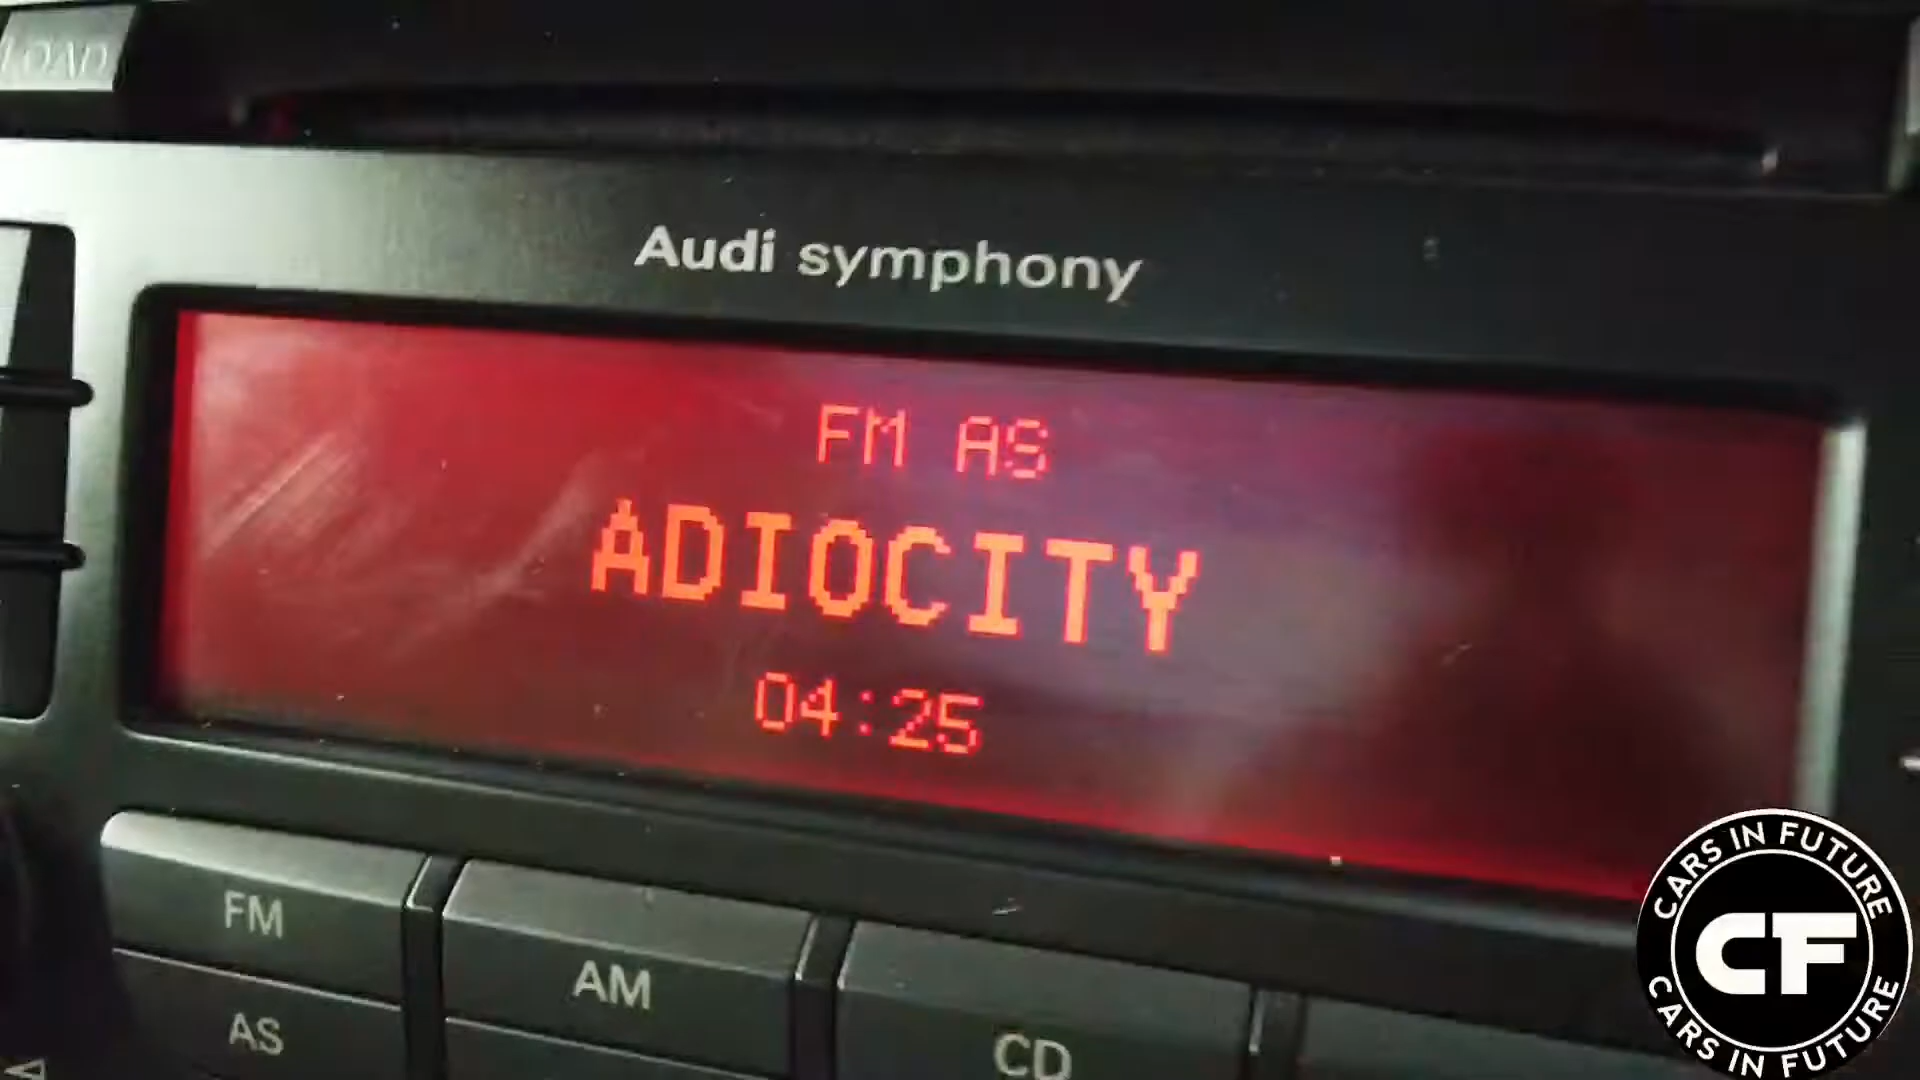 LOAD
Audi symphony
FM AS
ADIOCITY
04:25
FM
AM
AS
CD
CARS IN FUTURE
CF
CARS IN FUTURE